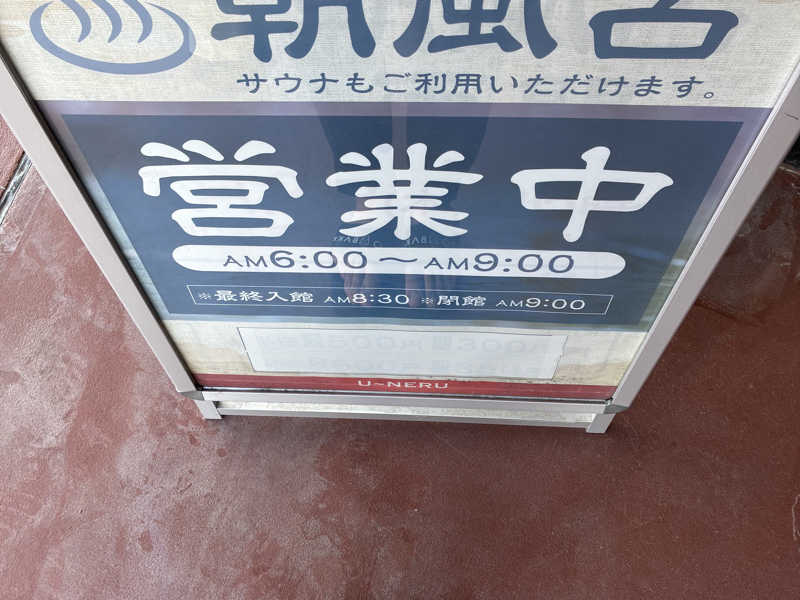 朝風呂
サウナもご利用いただけます。
営業中
AM6:00～AM9:00
※最終入館 AM8:30 ※閉館 AM9:00
U~NERU